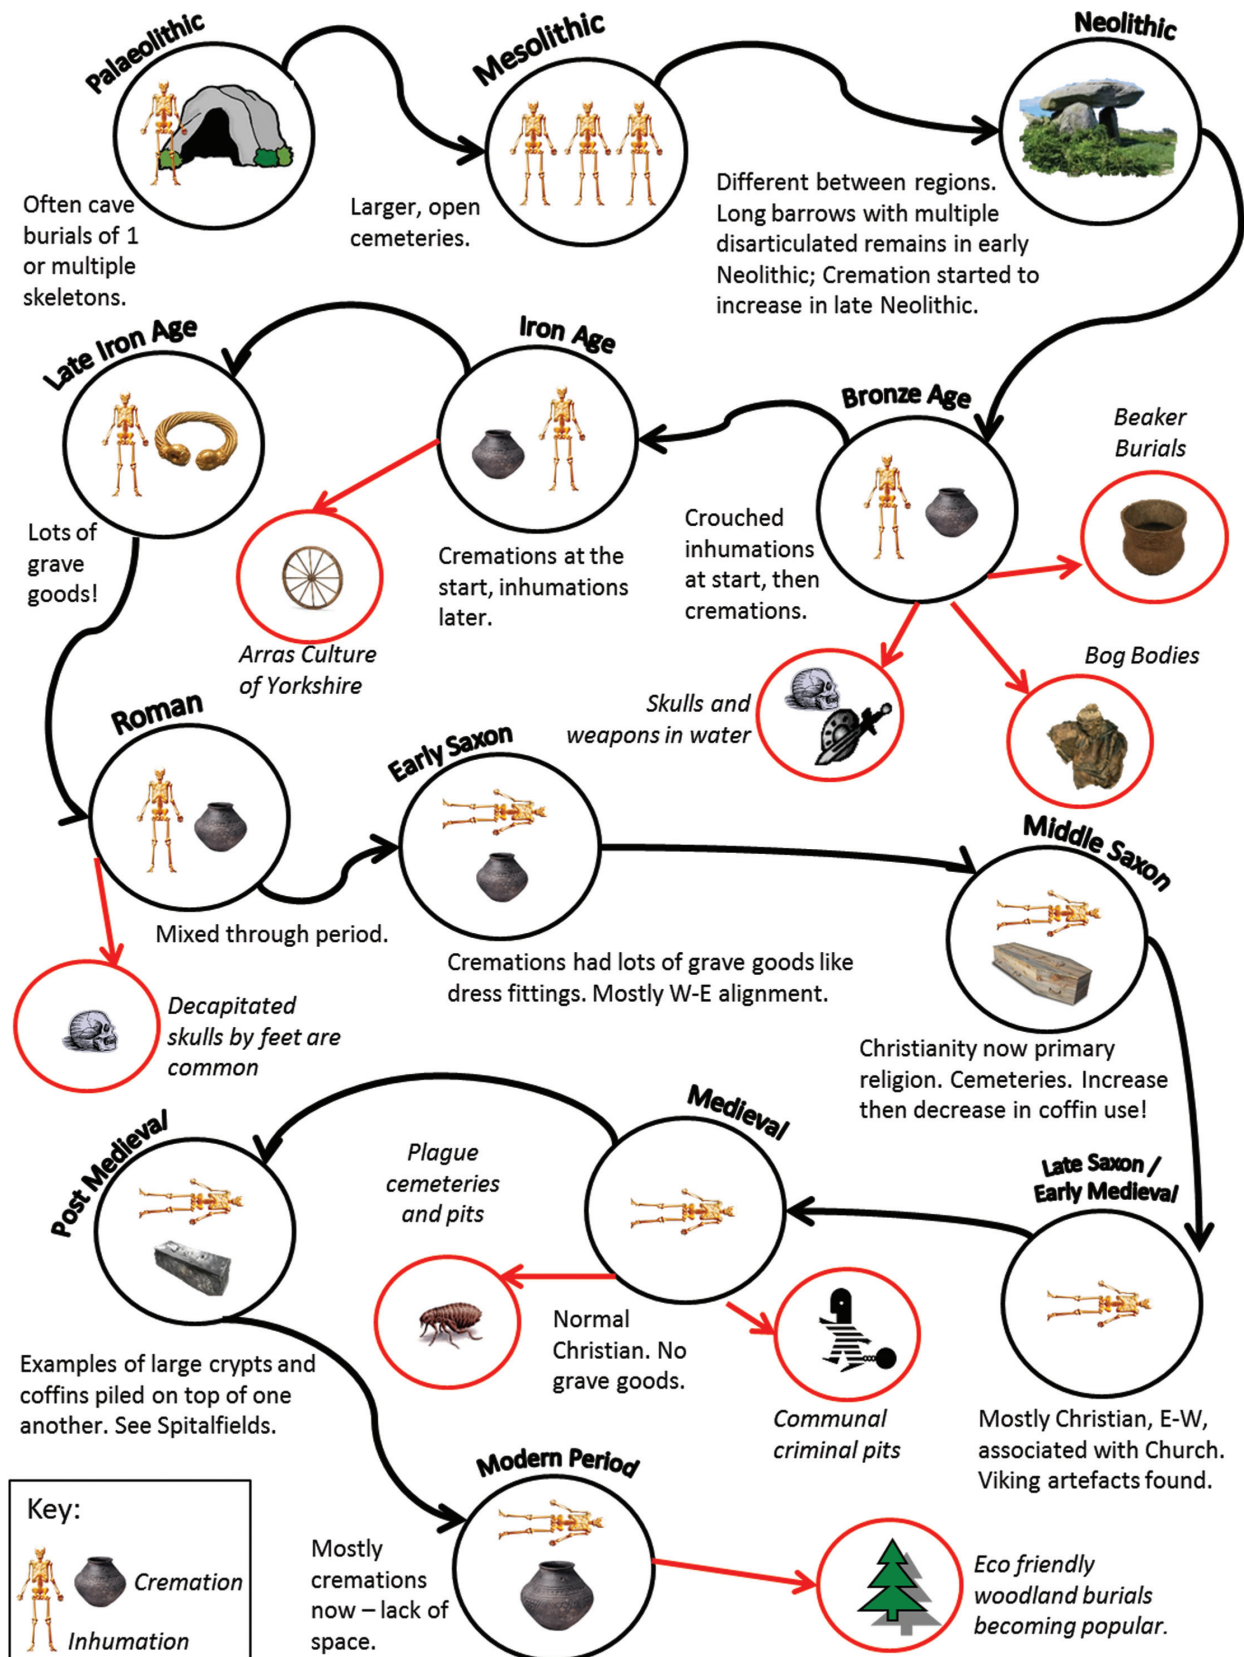 Palaeolithic
Often cave
burials of 1
or multiple
skeletons.
Mesolithic
Larger, open
cemeteries.
Neolithic
Different between regions.
Long barrows with multiple
disarticulated remains in early
Neolithic; Cremation started to
increase in late Neolithic.
Bronze Age
Crouched
inhumations
at start, then
cremations.
Beaker
Burials
Bog Bodies
Skulls and
weapons in water
Iron Age
Cremations at the
start, inhumations
later.
Arras Culture
of Yorkshire
Late Iron Age
Lots of
grave
goods!
Roman
Mixed through period.
Decapitated
skulls by feet are
common
Early Saxon
Cremations had lots of grave goods like
dress fittings. Mostly W-E alignment.
Middle Saxon
Christianity now primary
religion. Cemeteries. Increase
then decrease in coffin use!
Late Saxon /
Early Medieval
Mostly Christian, E-W,
associated with Church.
Viking artefacts found.
Medieval
Normal
Christian. No
grave goods.
Plague
cemeteries
and pits
Communal
criminal pits
Post Medieval
Examples of large crypts and
coffins piled on top of one
another. See Spitalfields.
Modern Period
Mostly
cremations
now – lack of
space.
Eco friendly
woodland burials
becoming popular.
Key:
Cremation
Inhumation